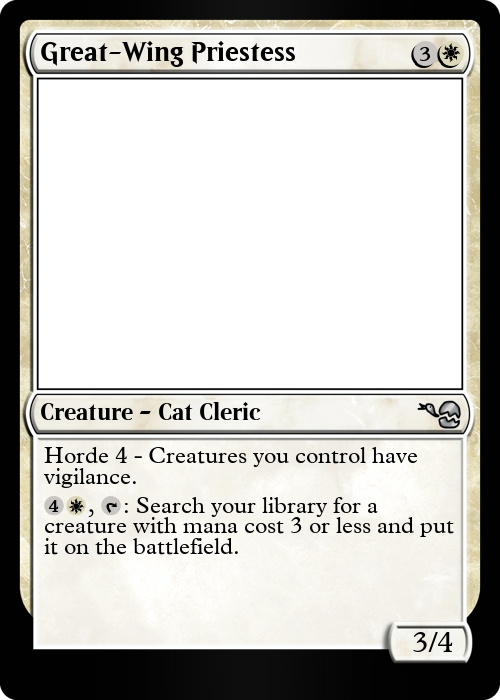 Great-Wing Priestess 3
Creature - Cat Cleric
Horde 4 - Creatures you control have
vigilance.
4 , : Search your library for a
creature with mana cost 3 or less and put
it on the battlefield.
3/4